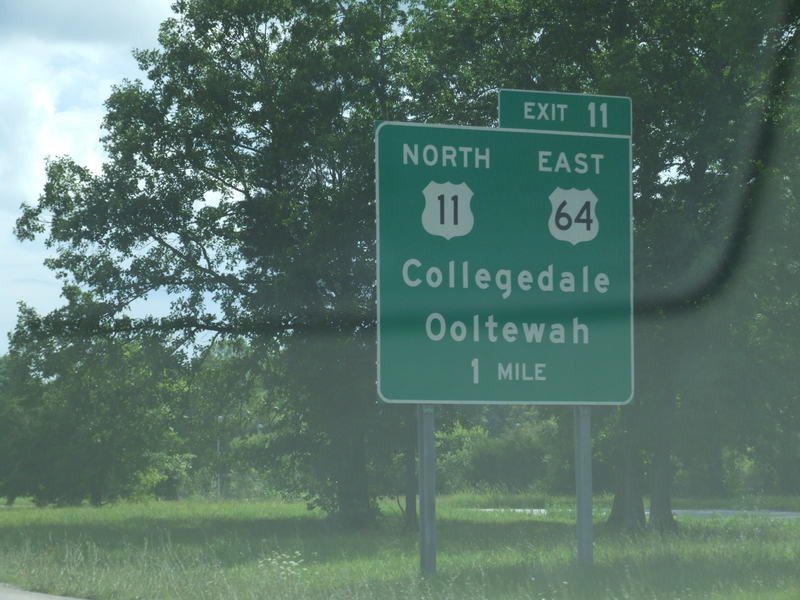 EXIT 11
NORTH EAST
11 64
Collegedale
Ooltewah
1 MILE